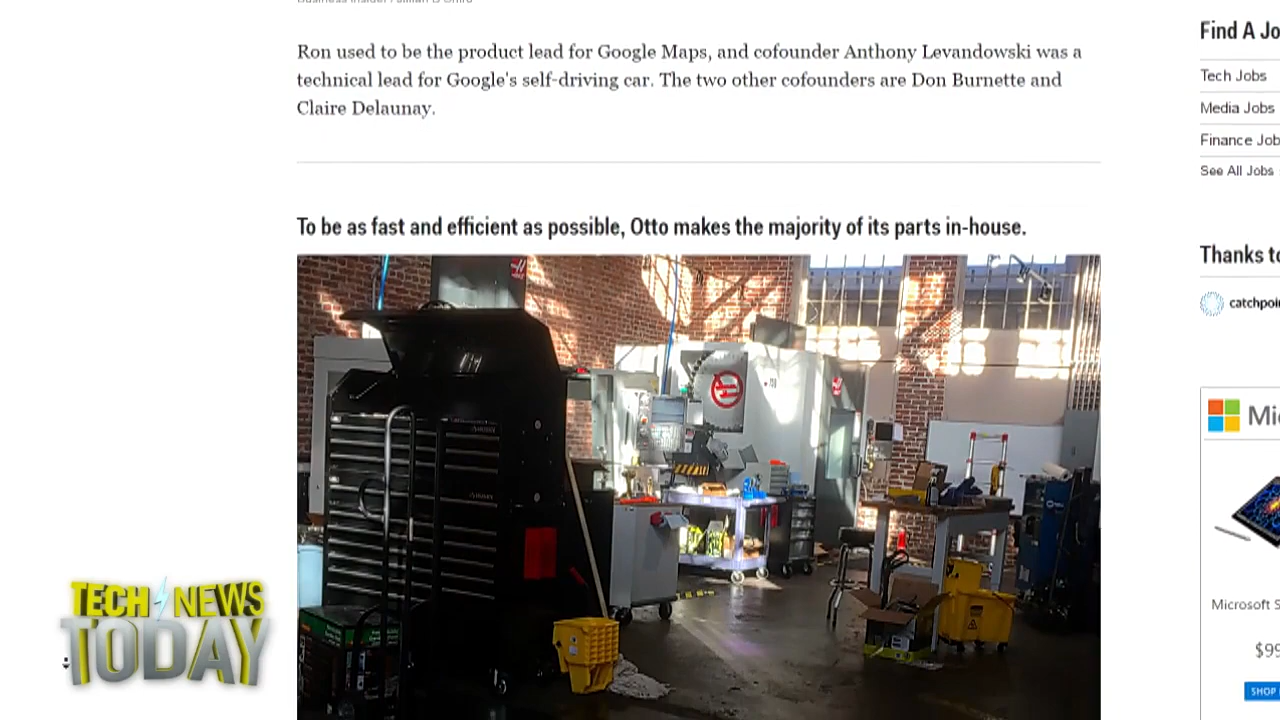 Ron used to be the product lead for Google Maps, and cofounder Anthony Levandowski was a
technical lead for Google's self-driving car. The two other cofounders are Don Burnette and
Claire Delaunay.
To be as fast and efficient as possible, Otto makes the majority of its parts in-house.
TECH NEWS
TODAY
Find A Jo
Tech Jobs
Media Jobs
Finance Job
See All Jobs
Thanks to
catchpoin
Mi
Microsoft S
$99
SHOP